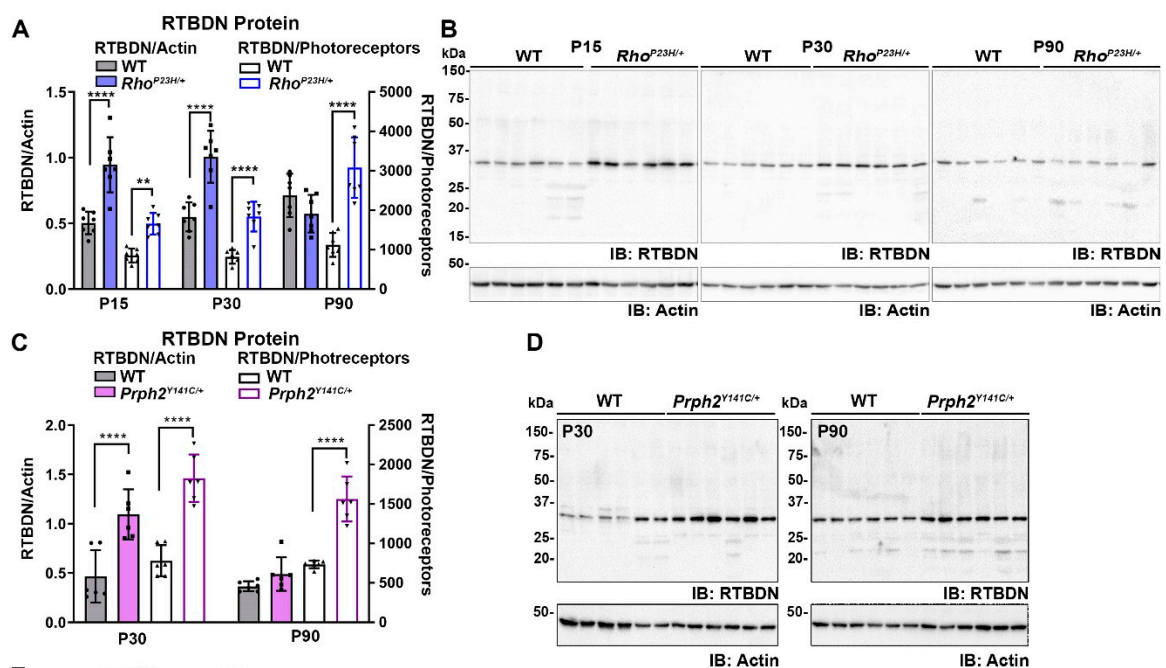 A
RTBDN Protein
RTBDN/Actin RTBDN/Photoreceptors
WT WT
Rho^P23H/+ Rho^P23H/+
**** **** ****
** ****
RTBDN/Actin
1.5
1.0
0.5
0.0
RTBDN/Photoreceptors
5000
4000
3000
2000
1000
0
P15 P30 P90
B
P15 P30 P90
kDa WT Rho^P23H/+ WT Rho^P23H/+ WT Rho^P23H/+
150-
75-
50-
37-
25-
20-
15-
IB: RTBDN IB: RTBDN IB: RTBDN
50-
IB: Actin IB: Actin IB: Actin
C
RTBDN Protein
RTBDN/Actin RTBDN/Photreceptors
WT WT
Prph2^Y141C/+ Prph2^Y141C/+
**** **** ****
RTBDN/Actin
2.0
1.5
1.0
0.5
0.0
RTBDN/Photoreceptors
2500
2000
1500
1000
500
0
P30 P90
D
kDa WT Prph2^Y141C/+ kDa WT Prph2^Y141C/+
P30 P90
150- 150-
75- 75-
50- 50-
37- 37-
25- 25-
20- 20-
IB: RTBDN IB: RTBDN
50- 50-
IB: Actin IB: Actin